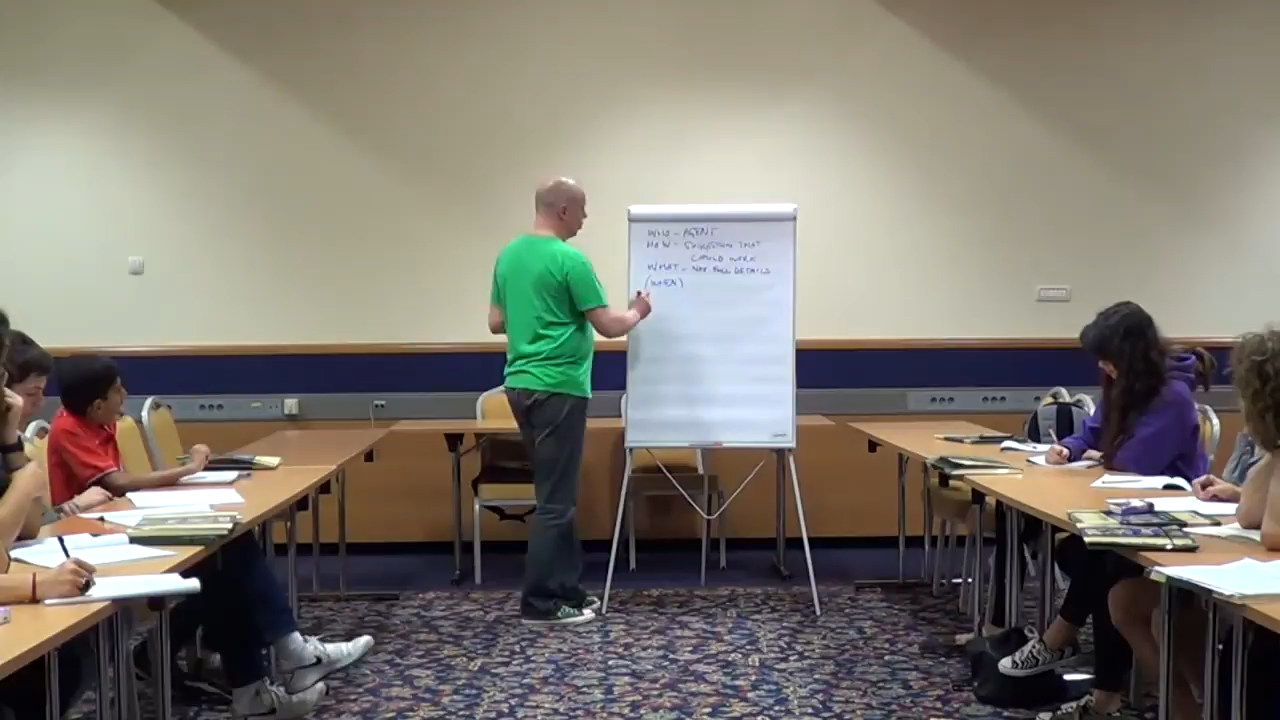 WHO - AGENT
HOW - SUGGESTION THAT
COULD WORK
WHAT - NOT FULL DETAILS
(WHEN)